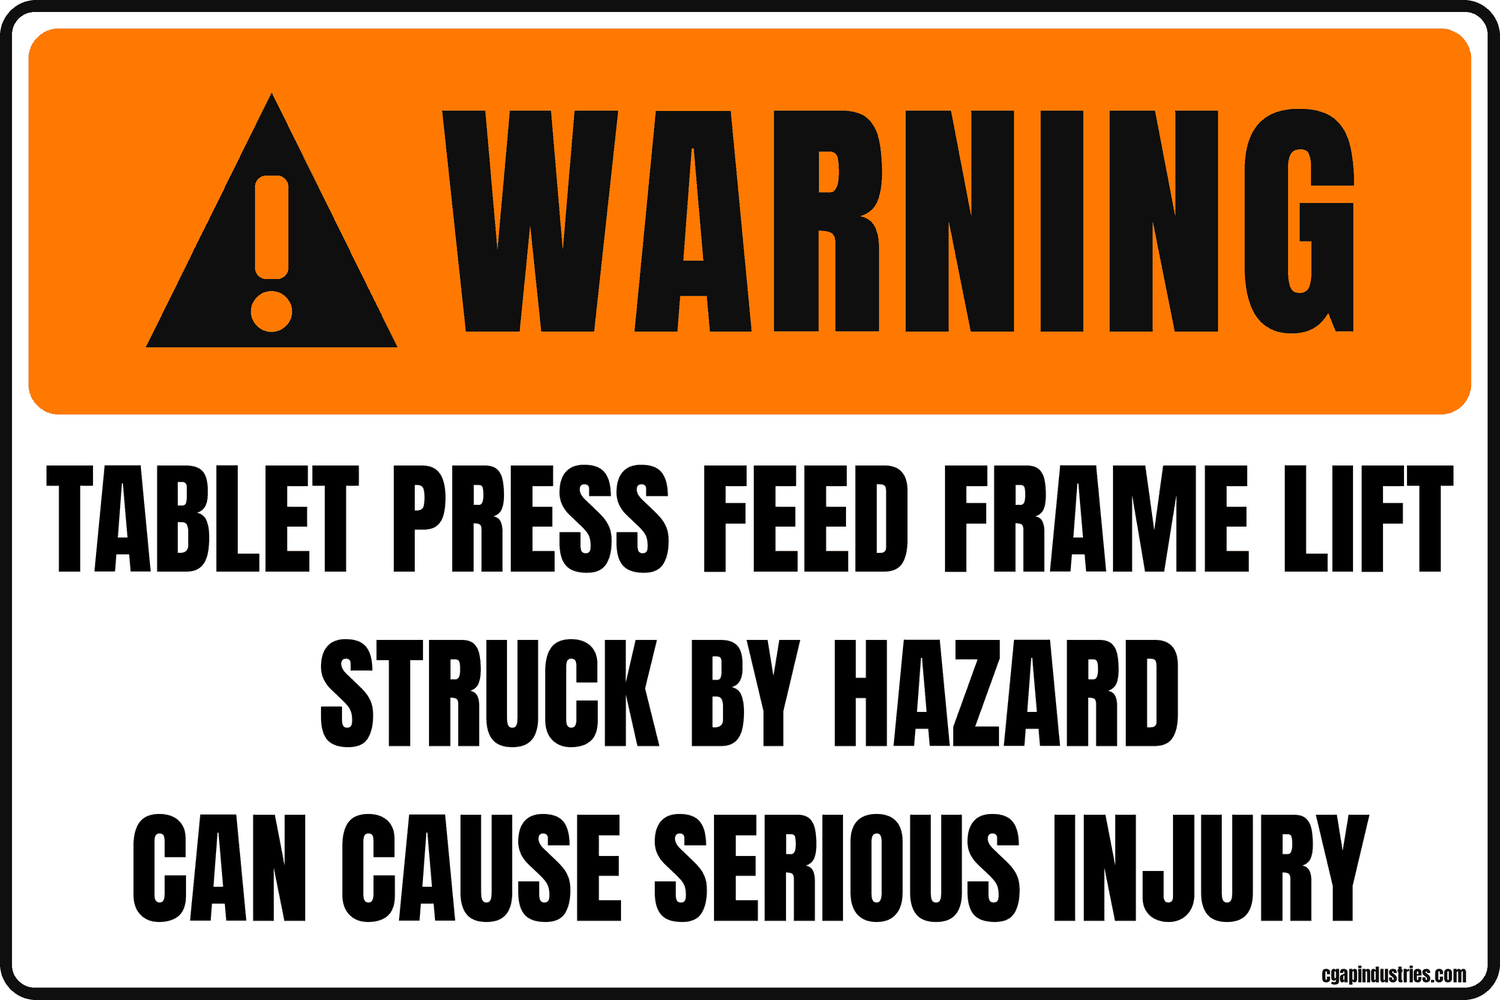 WARNING
TABLET PRESS FEED FRAME LIFT
STRUCK BY HAZARD
CAN CAUSE SERIOUS INJURY
cgapindustries.com